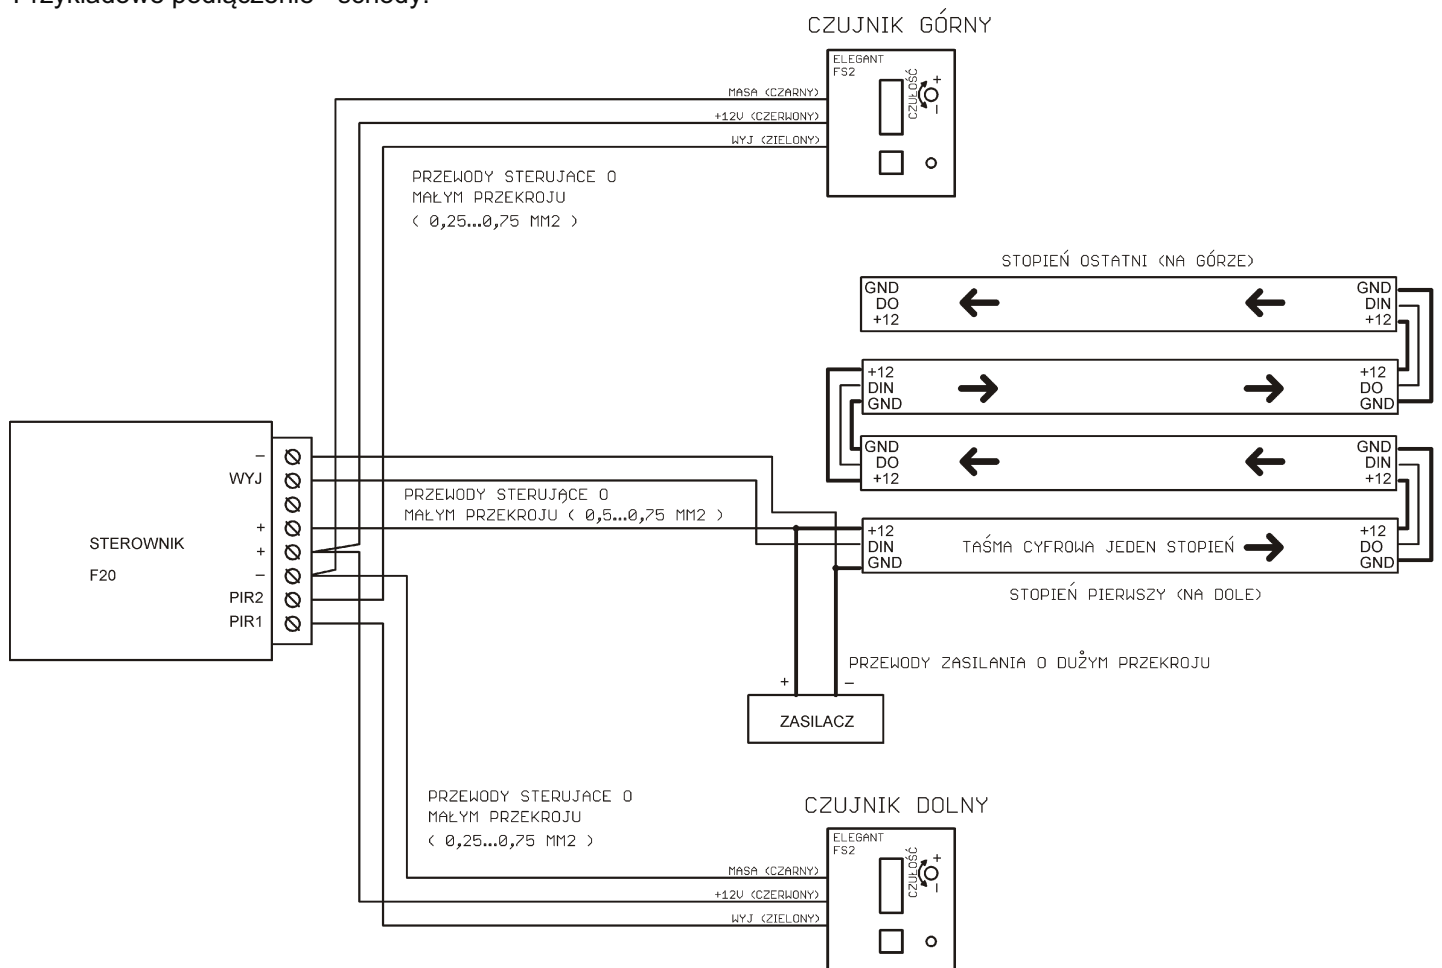 Przykładowe podłączenie - schody:
CZUJNIK GÓRNY
ELEGANT
FS2
CZUŁOŚĆ
+
–
MASA (CZARNY)
+12V (CZERWONY)
WYJ (ZIELONY)
PRZEWODY STERUJACE O
MAŁYM PRZEKROJU
( 0,25...0,75 MM2 )
STOPIEŃ OSTATNI (NA GÓRZE)
GND
DO
+12
GND
DIN
+12
+12
DIN
GND
+12
DO
GND
GND
DO
+12
GND
DIN
+12
+12
DIN
GND
TAŚMA CYFROWA JEDEN STOPIEŃ
+12
DO
GND
STOPIEŃ PIERWSZY (NA DOLE)
STEROWNIK
F20
–
WYJ
+
+
–
PIR2
PIR1
PRZEWODY STERUJĄCE O
MAŁYM PRZEKROJU ( 0,5...0,75 MM2 )
PRZEWODY ZASILANIA O DUŻYM PRZEKROJU
+
–
ZASILACZ
PRZEWODY STERUJACE O
MAŁYM PRZEKROJU
( 0,25...0,75 MM2 )
CZUJNIK DOLNY
ELEGANT
FS2
CZUŁOŚĆ
+
–
MASA (CZARNY)
+12V (CZERWONY)
WYJ (ZIELONY)